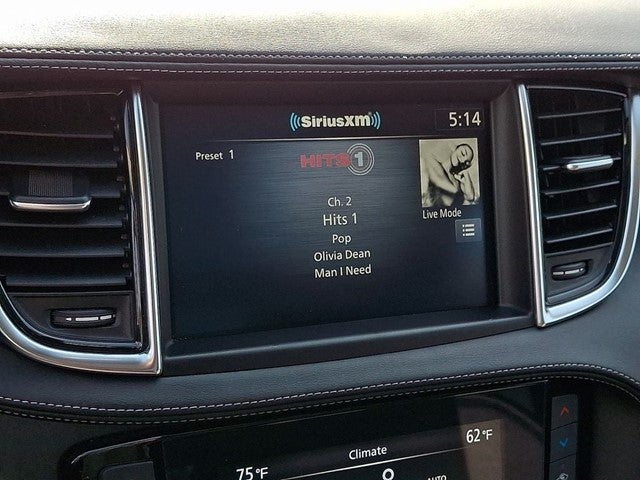 SiriusXM
5:14
Preset 1
HITS 1
Ch. 2
Hits 1
Live Mode
Pop
Olivia Dean
Man I Need
Climate
62°F
75°F
AUTO